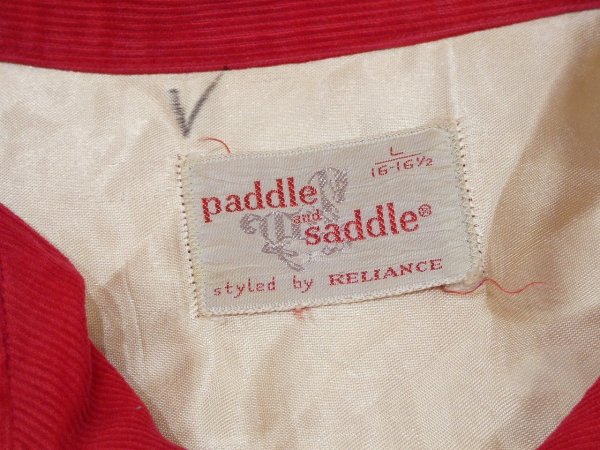 V
L
16-16½
paddle
and
saddle®
styled by RELIANCE